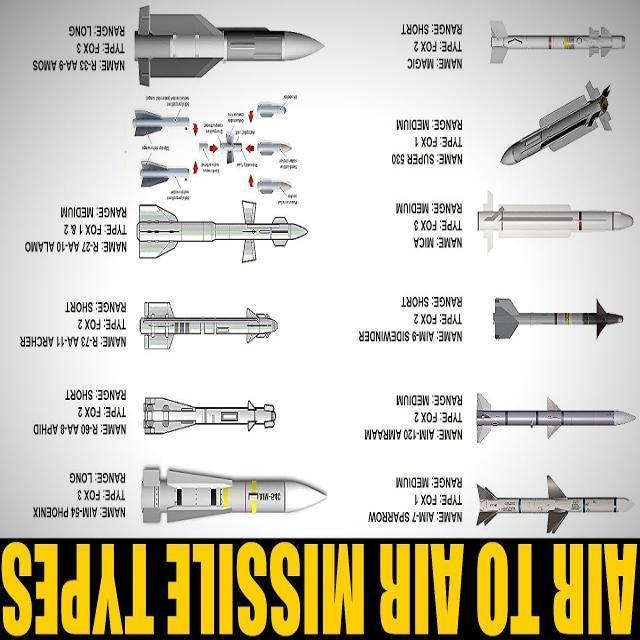 AIR TO AIR MISSILE TYPES
NAME: AIM-7 SPARROW
TYPE: FOX 1
RANGE: MEDIUM
NAME: AIM-120 AMRAAM
TYPE: FOX 2
RANGE: MEDIUM
NAME: AIM-9 SIDEWINDER
TYPE: FOX 2
RANGE: SHORT
NAME: MICA
TYPE: FOX 3
RANGE: MEDIUM
NAME: SUPER 530
TYPE: FOX 1
RANGE: MEDIUM
NAME: MAGIC
TYPE: FOX 2
RANGE: SHORT
NAME: AIM-54 PHOENIX
TYPE: FOX 3
RANGE: LONG
NAME: R-60 AA-8 APHID
TYPE: FOX 2
RANGE: SHORT
NAME: R-73 AA-11 ARCHER
TYPE: FOX 2
RANGE: SHORT
NAME: R-27 AA-10 ALAMO
TYPE: FOX 1 & 2
RANGE: MEDIUM
NAME: R-33 AA-9 AMOS
TYPE: FOX 3
RANGE: LONG